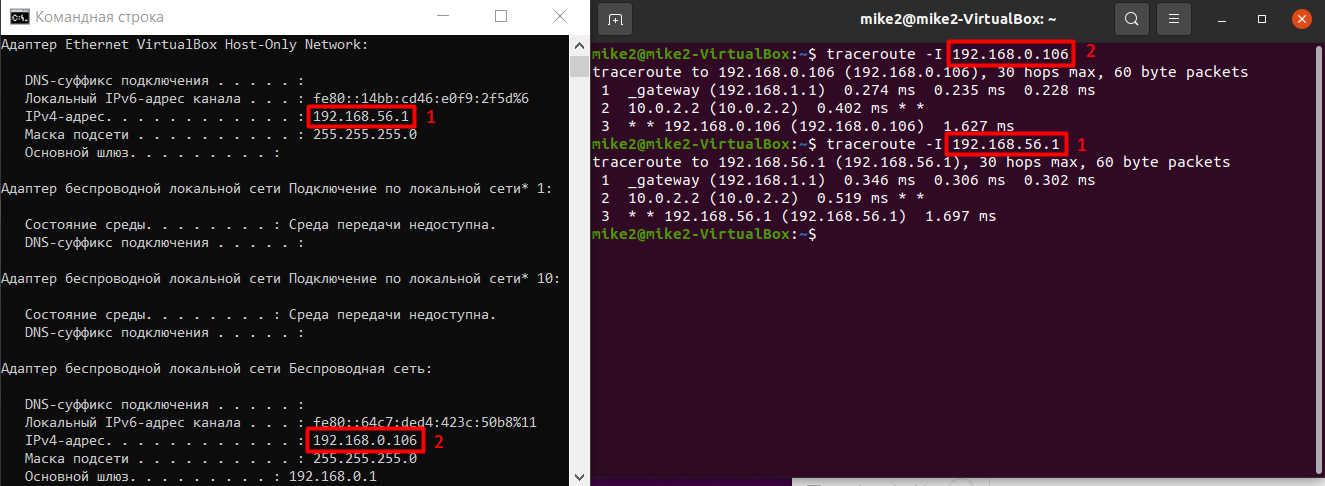 Командная строка
Адаптер Ethernet VirtualBox Host-Only Network:
DNS-суффикс подключения . . . . . :
Локальный IPv6-адрес канала . . . : fe80::14bb:cd46:e0f9:2f5d%6
IPv4-адрес. . . . . . . . . . . . : 192.168.56.1 1
Маска подсети . . . . . . . . . . : 255.255.255.0
Основной шлюз. . . . . . . . . :
Адаптер беспроводной локальной сети Подключение по локальной сети* 1:
Состояние среды. . . . . . . . : Среда передачи недоступна.
DNS-суффикс подключения . . . . . :
Адаптер беспроводной локальной сети Подключение по локальной сети* 10:
Состояние среды. . . . . . . . : Среда передачи недоступна.
DNS-суффикс подключения . . . . . :
Адаптер беспроводной локальной сети Беспроводная сеть:
DNS-суффикс подключения . . . . . :
Локальный IPv6-адрес канала . . . : fe80::64c7:ded4:423c:50b8%11
IPv4-адрес. . . . . . . . . . . . : 192.168.0.106 2
Маска подсети . . . . . . . . . . : 255.255.255.0
Основной шлюз. . . . . . . . . : 192.168.0.1
mike2@mike2-VirtualBox: ~
mike2@mike2-VirtualBox:~$ traceroute -I 192.168.0.106 2
traceroute to 192.168.0.106 (192.168.0.106), 30 hops max, 60 byte packets
1 _gateway (192.168.1.1) 0.274 ms 0.235 ms 0.228 ms
2 10.0.2.2 (10.0.2.2) 0.402 ms * *
3 * * 192.168.0.106 (192.168.0.106) 1.627 ms
mike2@mike2-VirtualBox:~$ traceroute -I 192.168.56.1 1
traceroute to 192.168.56.1 (192.168.56.1), 30 hops max, 60 byte packets
1 _gateway (192.168.1.1) 0.346 ms 0.306 ms 0.302 ms
2 10.0.2.2 (10.0.2.2) 0.519 ms * *
3 * * 192.168.56.1 (192.168.56.1) 1.697 ms
mike2@mike2-VirtualBox:~$